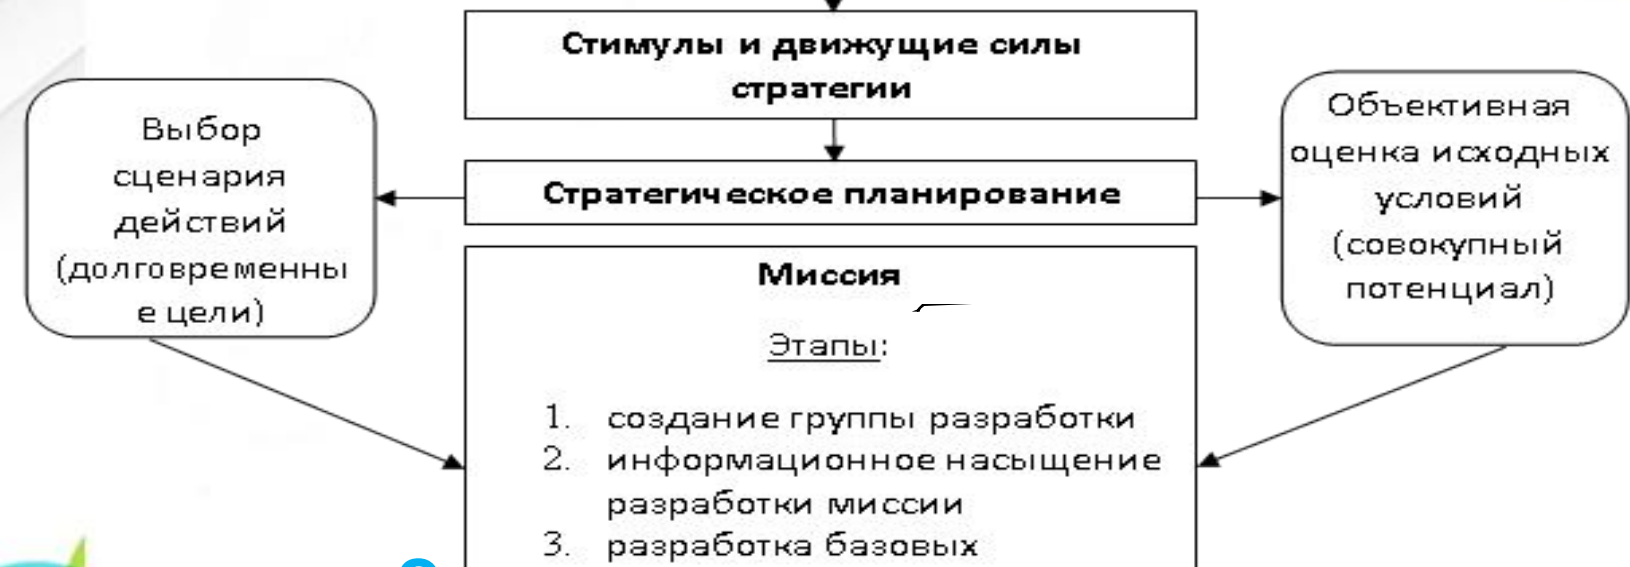 Стимулы и движущие силы
стратегии
Выбор
сценария
действий
(долговременны
е цели)
Стратегическое планирование
Объективная
оценка исходных
условий
(совокупный
потенциал)
Миссия
Этапы:
1. создание группы разработки
2. информационное насыщение
разработки миссии
3. разработка базовых